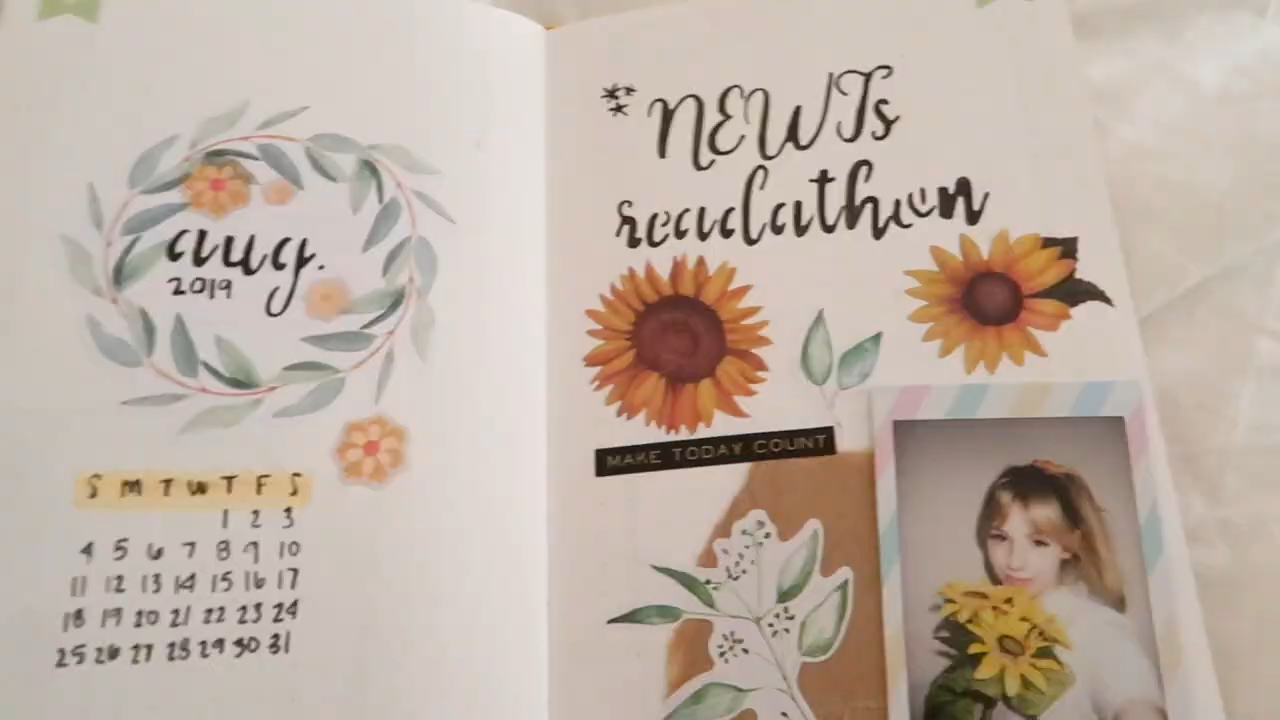 aug.
2019
S M T W T F S
1 2 3
4 5 6 7 8 9 10
11 12 13 14 15 16 17
18 19 20 21 22 23 24
25 26 27 28 29 30 31
NEWTs
readathon
MAKE TODAY COUNT